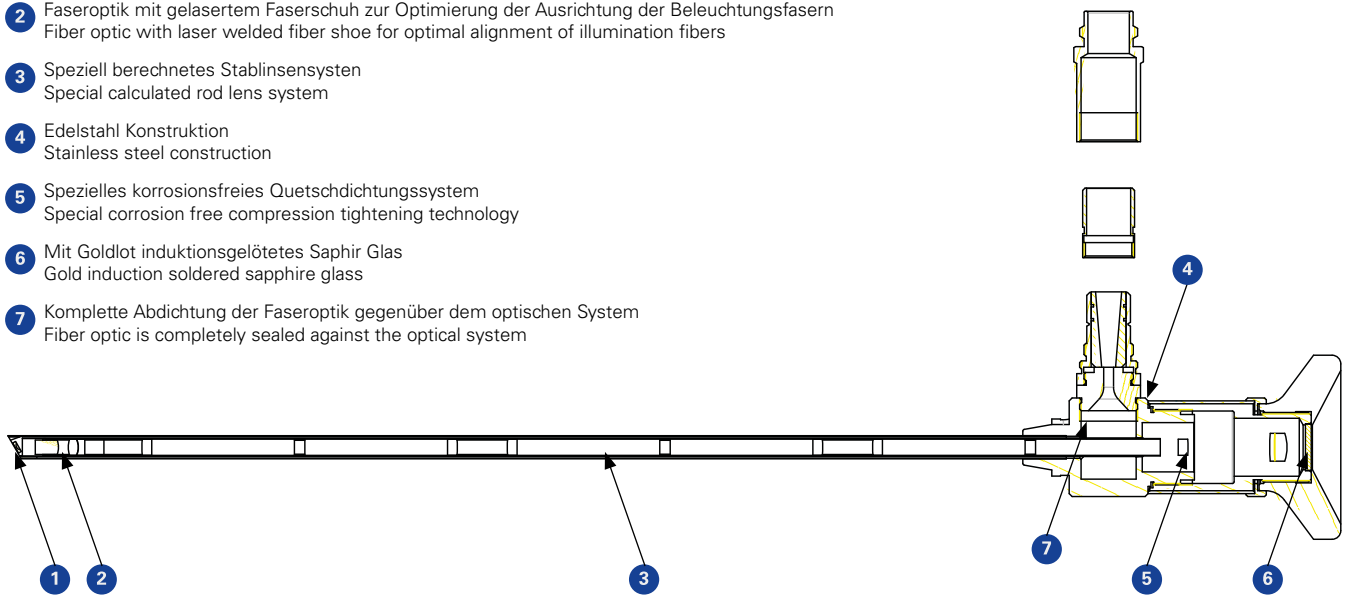 2 Faseroptik mit gelasertem Faserschuh zur Optimierung der Ausrichtung der Beleuchtungsfasern
Fiber optic with laser welded fiber shoe for optimal alignment of illumination fibers
3 Speziell berechnetes Stablinsensysten
Special calculated rod lens system
4 Edelstahl Konstruktion
Stainless steel construction
5 Spezielles korrosionsfreies Quetschdichtungssystem
Special corrosion free compression tightening technology
6 Mit Goldlot induktionsgelötetes Saphir Glas
Gold induction soldered sapphire glass
7 Komplette Abdichtung der Faseroptik gegenüber dem optischen System
Fiber optic is completely sealed against the optical system
4
7
1 2 3 5 6